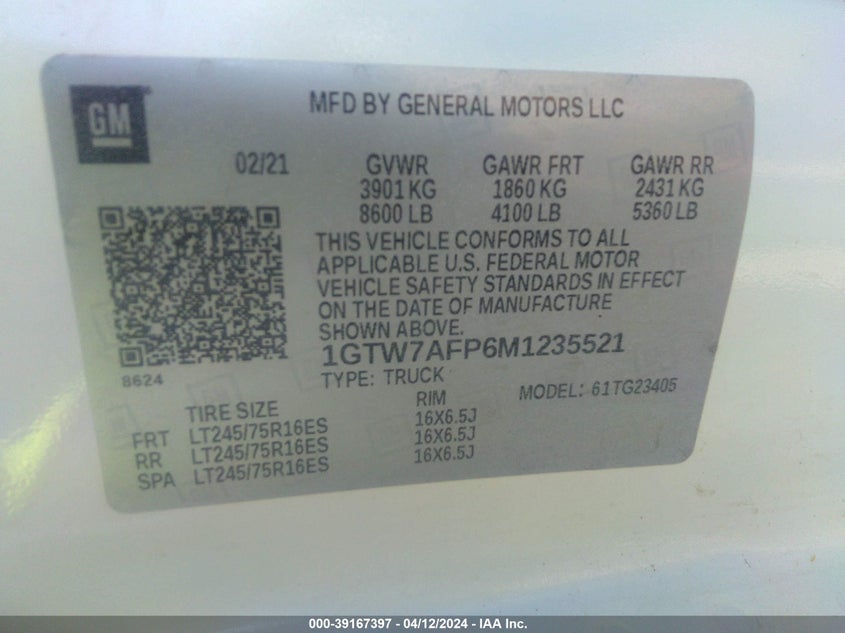 GM
MFD BY GENERAL MOTORS LLC
02/21 GVWR GAWR FRT GAWR RR
3901 KG 1860 KG 2431 KG
8600 LB 4100 LB 5360 LB
THIS VEHICLE CONFORMS TO ALL
APPLICABLE U.S. FEDERAL MOTOR
VEHICLE SAFETY STANDARDS IN EFFECT
ON THE DATE OF MANUFACTURE
SHOWN ABOVE.
1GTW7AFP6M1235521
8624
TYPE: TRUCK MODEL: 61TG23405
TIRE SIZE RIM
FRT LT245/75R16ES 16X6.5J
RR LT245/75R16ES 16X6.5J
SPA LT245/75R16ES 16X6.5J
000-39167397 - 04/12/2024 - IAA Inc.